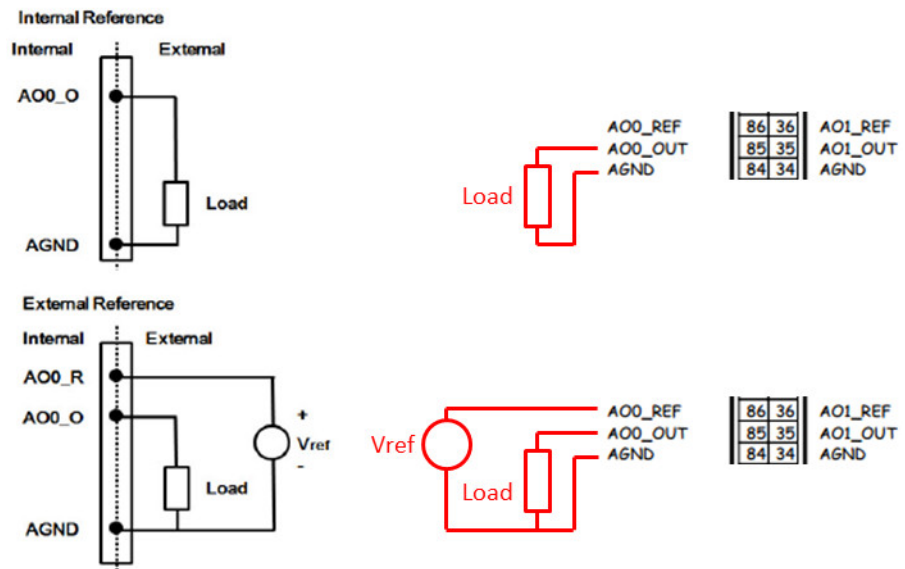 Internal Reference
Internal External
AO0_O
Load
AGND
AO0_REF 86 36 AO1_REF
AO0_OUT 85 35 AO1_OUT
AGND 84 34 AGND
Load
External Reference
Internal External
AO0_R
AO0_O
+
Vref
-
Load
AGND
AO0_REF 86 36 AO1_REF
AO0_OUT 85 35 AO1_OUT
AGND 84 34 AGND
Vref
Load